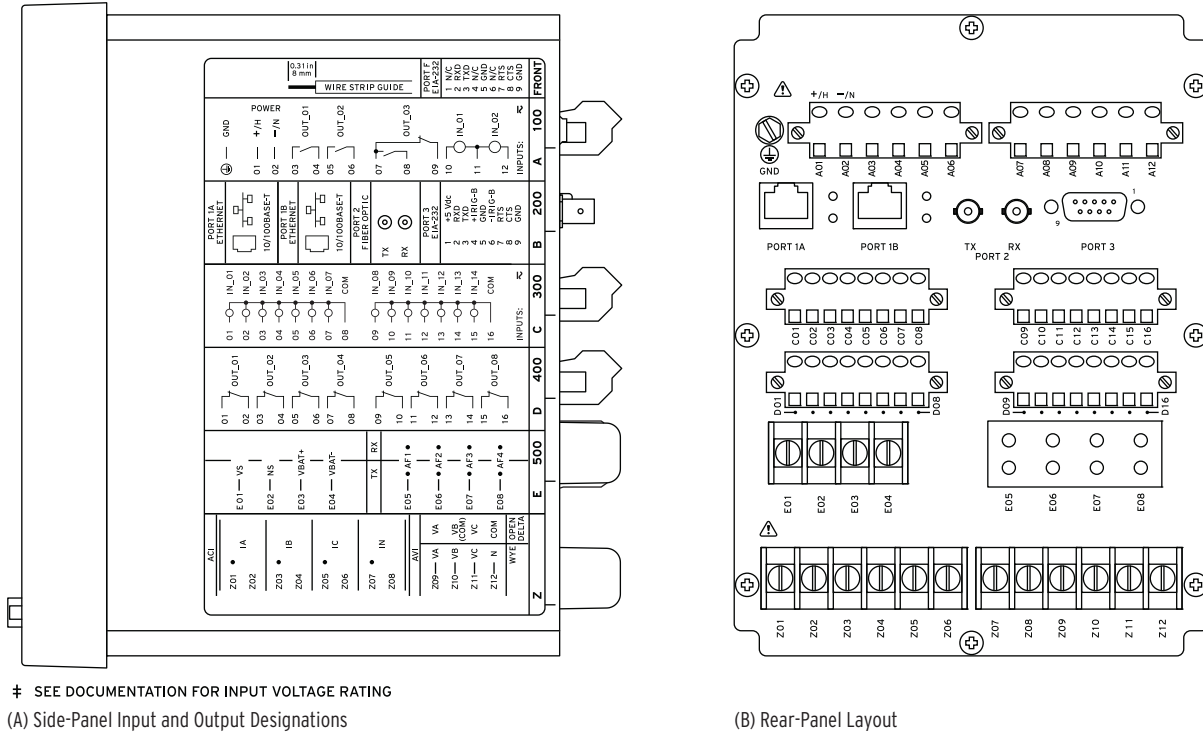 0.31 in
8 mm
WIRE STRIP GUIDE
PORT F
EIA-232
1 N/C
2 RXD
3 TXD
4 N/C
5 GND
6 N/C
7 RTS
8 CTS
9 GND
FRONT
GND
POWER
01 +/H
02 −/N
OUT_01
03
04
OUT_02
05
06
OUT_03
07
08
09
IN_01
IN_02
10
11
12
INPUTS:
A
100
PORT 1A
ETHERNET
10/100BASE-T
PORT 1B
ETHERNET
10/100BASE-T
PORT 2
FIBER OPTIC
TX
RX
PORT 3
EIA-232
1 +5 Vdc
2 RXD
3 TXD
4 +IRIG-B
5 GND
6 −IRIG-B
7 RTS
8 CTS
9 GND
B
200
01 IN_01
02 IN_02
03 IN_03
04 IN_04
05 IN_05
06 IN_06
07 IN_07
08 COM
09 IN_08
10 IN_09
11 IN_10
12 IN_11
13 IN_12
14 IN_13
15 IN_14
16 COM
INPUTS:
C
300
01
02
OUT_01
03
04
OUT_02
05
06
OUT_03
07
08
OUT_04
09
10
OUT_05
11
12
OUT_06
13
14
OUT_07
15
16
OUT_08
D
400
E01 VS
E02 NS
E03 VBAT+
E04 VBAT-
TX
RX
E05 • AF1 •
E06 • AF2 •
E07 • AF3 •
E08 • AF4 •
E
500
ACI
Z01 •
Z02
IA
Z03 •
Z04
IB
Z05 •
Z06
IC
Z07 •
Z08
IN
AVI
Z09 VA VA
Z10 VB VB
(COM)
Z11 VC VC
Z12 N COM
WYE
OPEN
DELTA
Z
‡ SEE DOCUMENTATION FOR INPUT VOLTAGE RATING
(A) Side-Panel Input and Output Designations
+/H −/N
GND
A01 A02 A03 A04 A05 A06
A07 A08 A09 A10 A11 A12
PORT 1A
PORT 1B
TX
RX
PORT 2
9
1
PORT 3
C01 C02 C03 C04 C05 C06 C07 C08
C09 C10 C11 C12 C13 C14 C15 C16
D01 D08
D09 D16
E01 E02 E03 E04
E05 E06 E07 E08
Z01 Z02 Z03 Z04 Z05 Z06
Z07 Z08 Z09 Z10 Z11 Z12
(B) Rear-Panel Layout